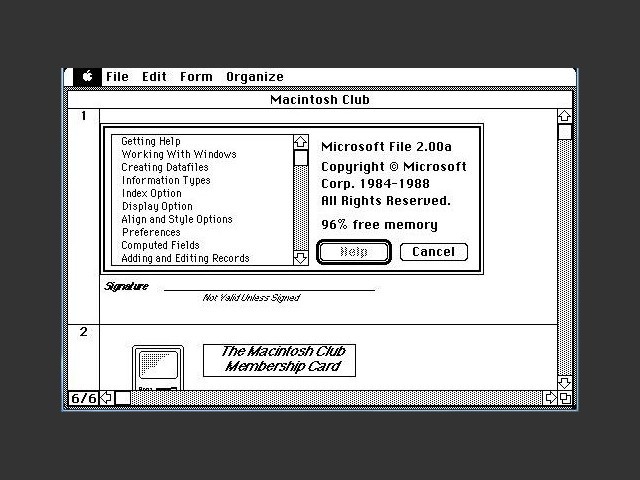 File Edit Form Organize
Macintosh Club
1
Getting Help
Working With Windows
Creating Datafiles
Information Types
Index Option
Display Option
Align and Style Options
Preferences
Computed Fields
Adding and Editing Records
Microsoft File 2.00a
Copyright © Microsoft
Corp. 1984-1988
All Rights Reserved.
96% free memory
Help
Cancel
Signature
Not Valid Unless Signed
2
The Macintosh Club
Membership Card
6/6